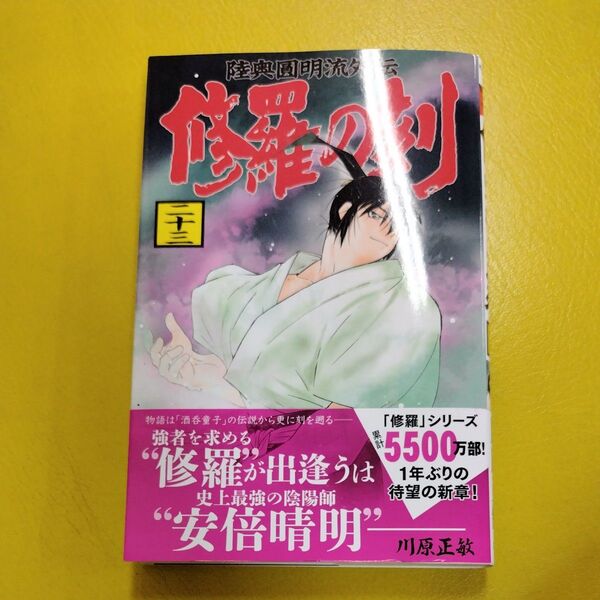 陸奥圓明流外伝
修羅の刻
二十三
物語は「酒呑童子」の伝説から更に刻を遡る――
強者を求める
“修羅”が出逢うは
史上最強の陰陽師
“安倍晴明”――
「修羅」シリーズ
累計5500万部!
1年ぶりの
待望の新章!
川原正敏